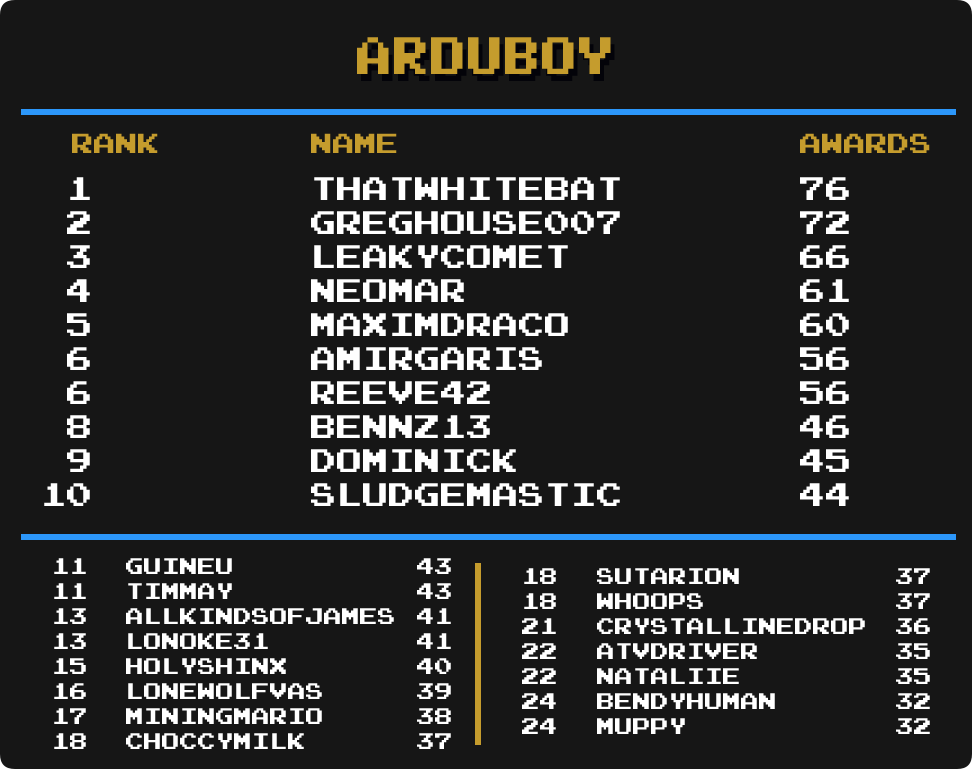 ARDUBOY
RANK NAME AWARDS
1 THATWHITEBAT 76
2 GREGHOUSE007 72
3 LEAKYCOMET 66
4 NEOMAR 61
5 MAXIMDRACO 60
6 AMIRGARIS 56
6 REEVE42 56
8 BENNZ13 46
9 DOMINICK 45
10 SLUDGEMASTIC 44
11 GUINEU 43
11 TIMMAY 43
13 ALLKINDSOFJAMES 41
13 LONOKE31 41
15 HOLYSHINX 40
16 LONEWOLFVAS 39
17 MININGMARIO 38
18 CHOCCYMILK 37
18 SUTARION 37
18 WHOOPS 37
21 CRYSTALLINEDROP 36
22 ATVDRIVER 35
22 NATALIIE 35
24 BENDYHUMAN 32
24 MUPPY 32